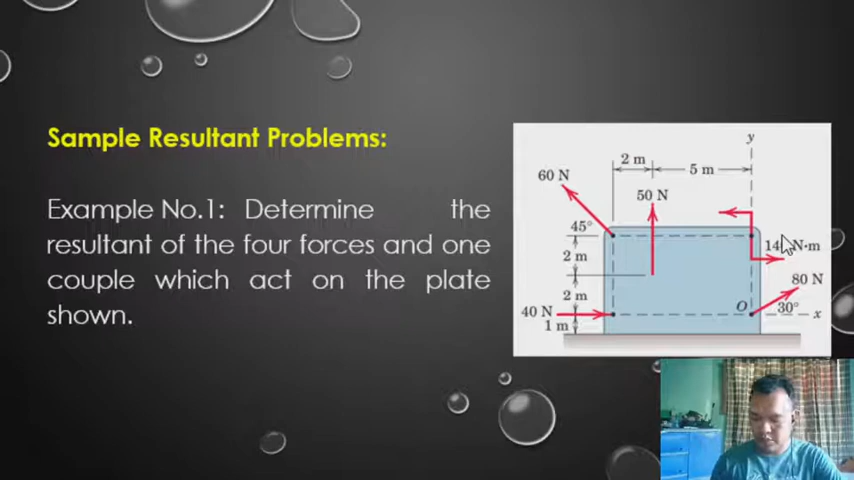 Sample Resultant Problems:
Example No.1: Determine the
resultant of the four forces and one
couple which act on the plate
shown.
y
2 m
5 m
60 N
50 N
45°
2 m
N·m
80 N
2 m
O
40 N
30°
x
1 m